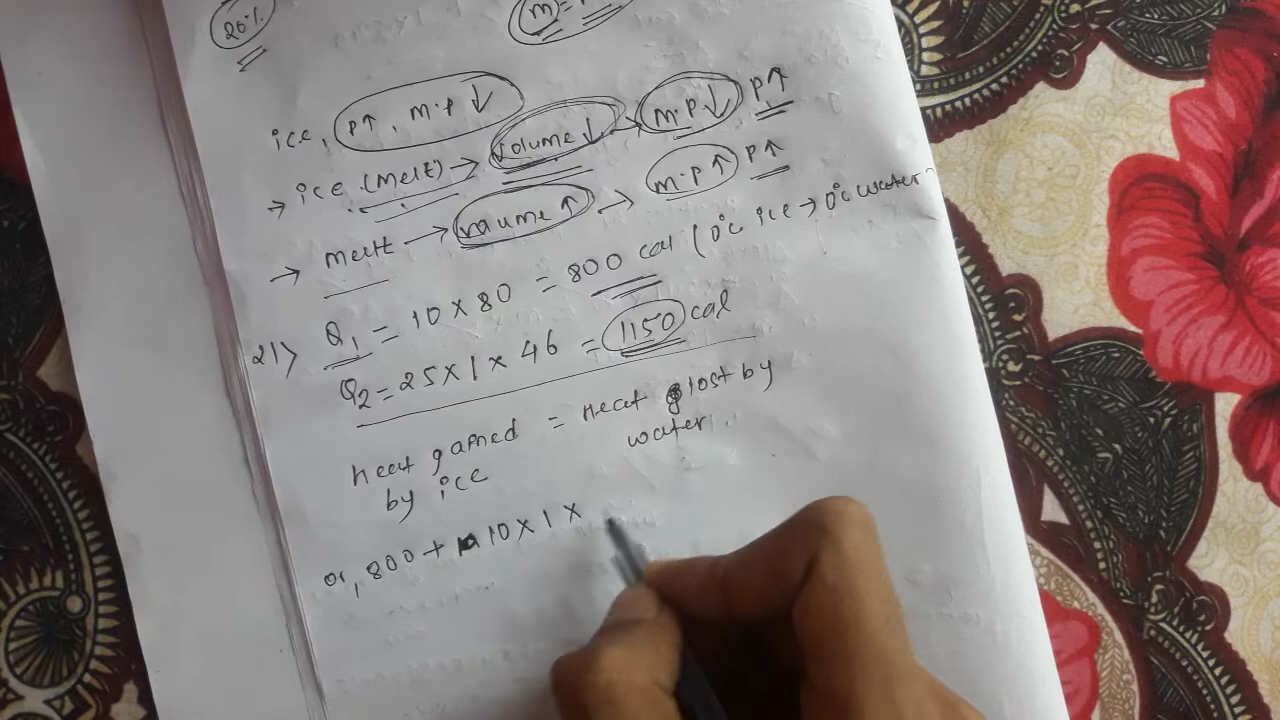 20%
m =
ice, P↑, m.p↓
→ ice (Melt) → volume↓ → m.p↓ P↑
→ melt → volume↑ → m.p↑ P↑
21) Q₁ = 10 × 80 = 800 cal (0°c ice → 0°c water
Q₂ = 25 × 1 × 46 = 1150 cal
heat gained = heat lost by
by ice water
or, 800 + 10 × 1 ×